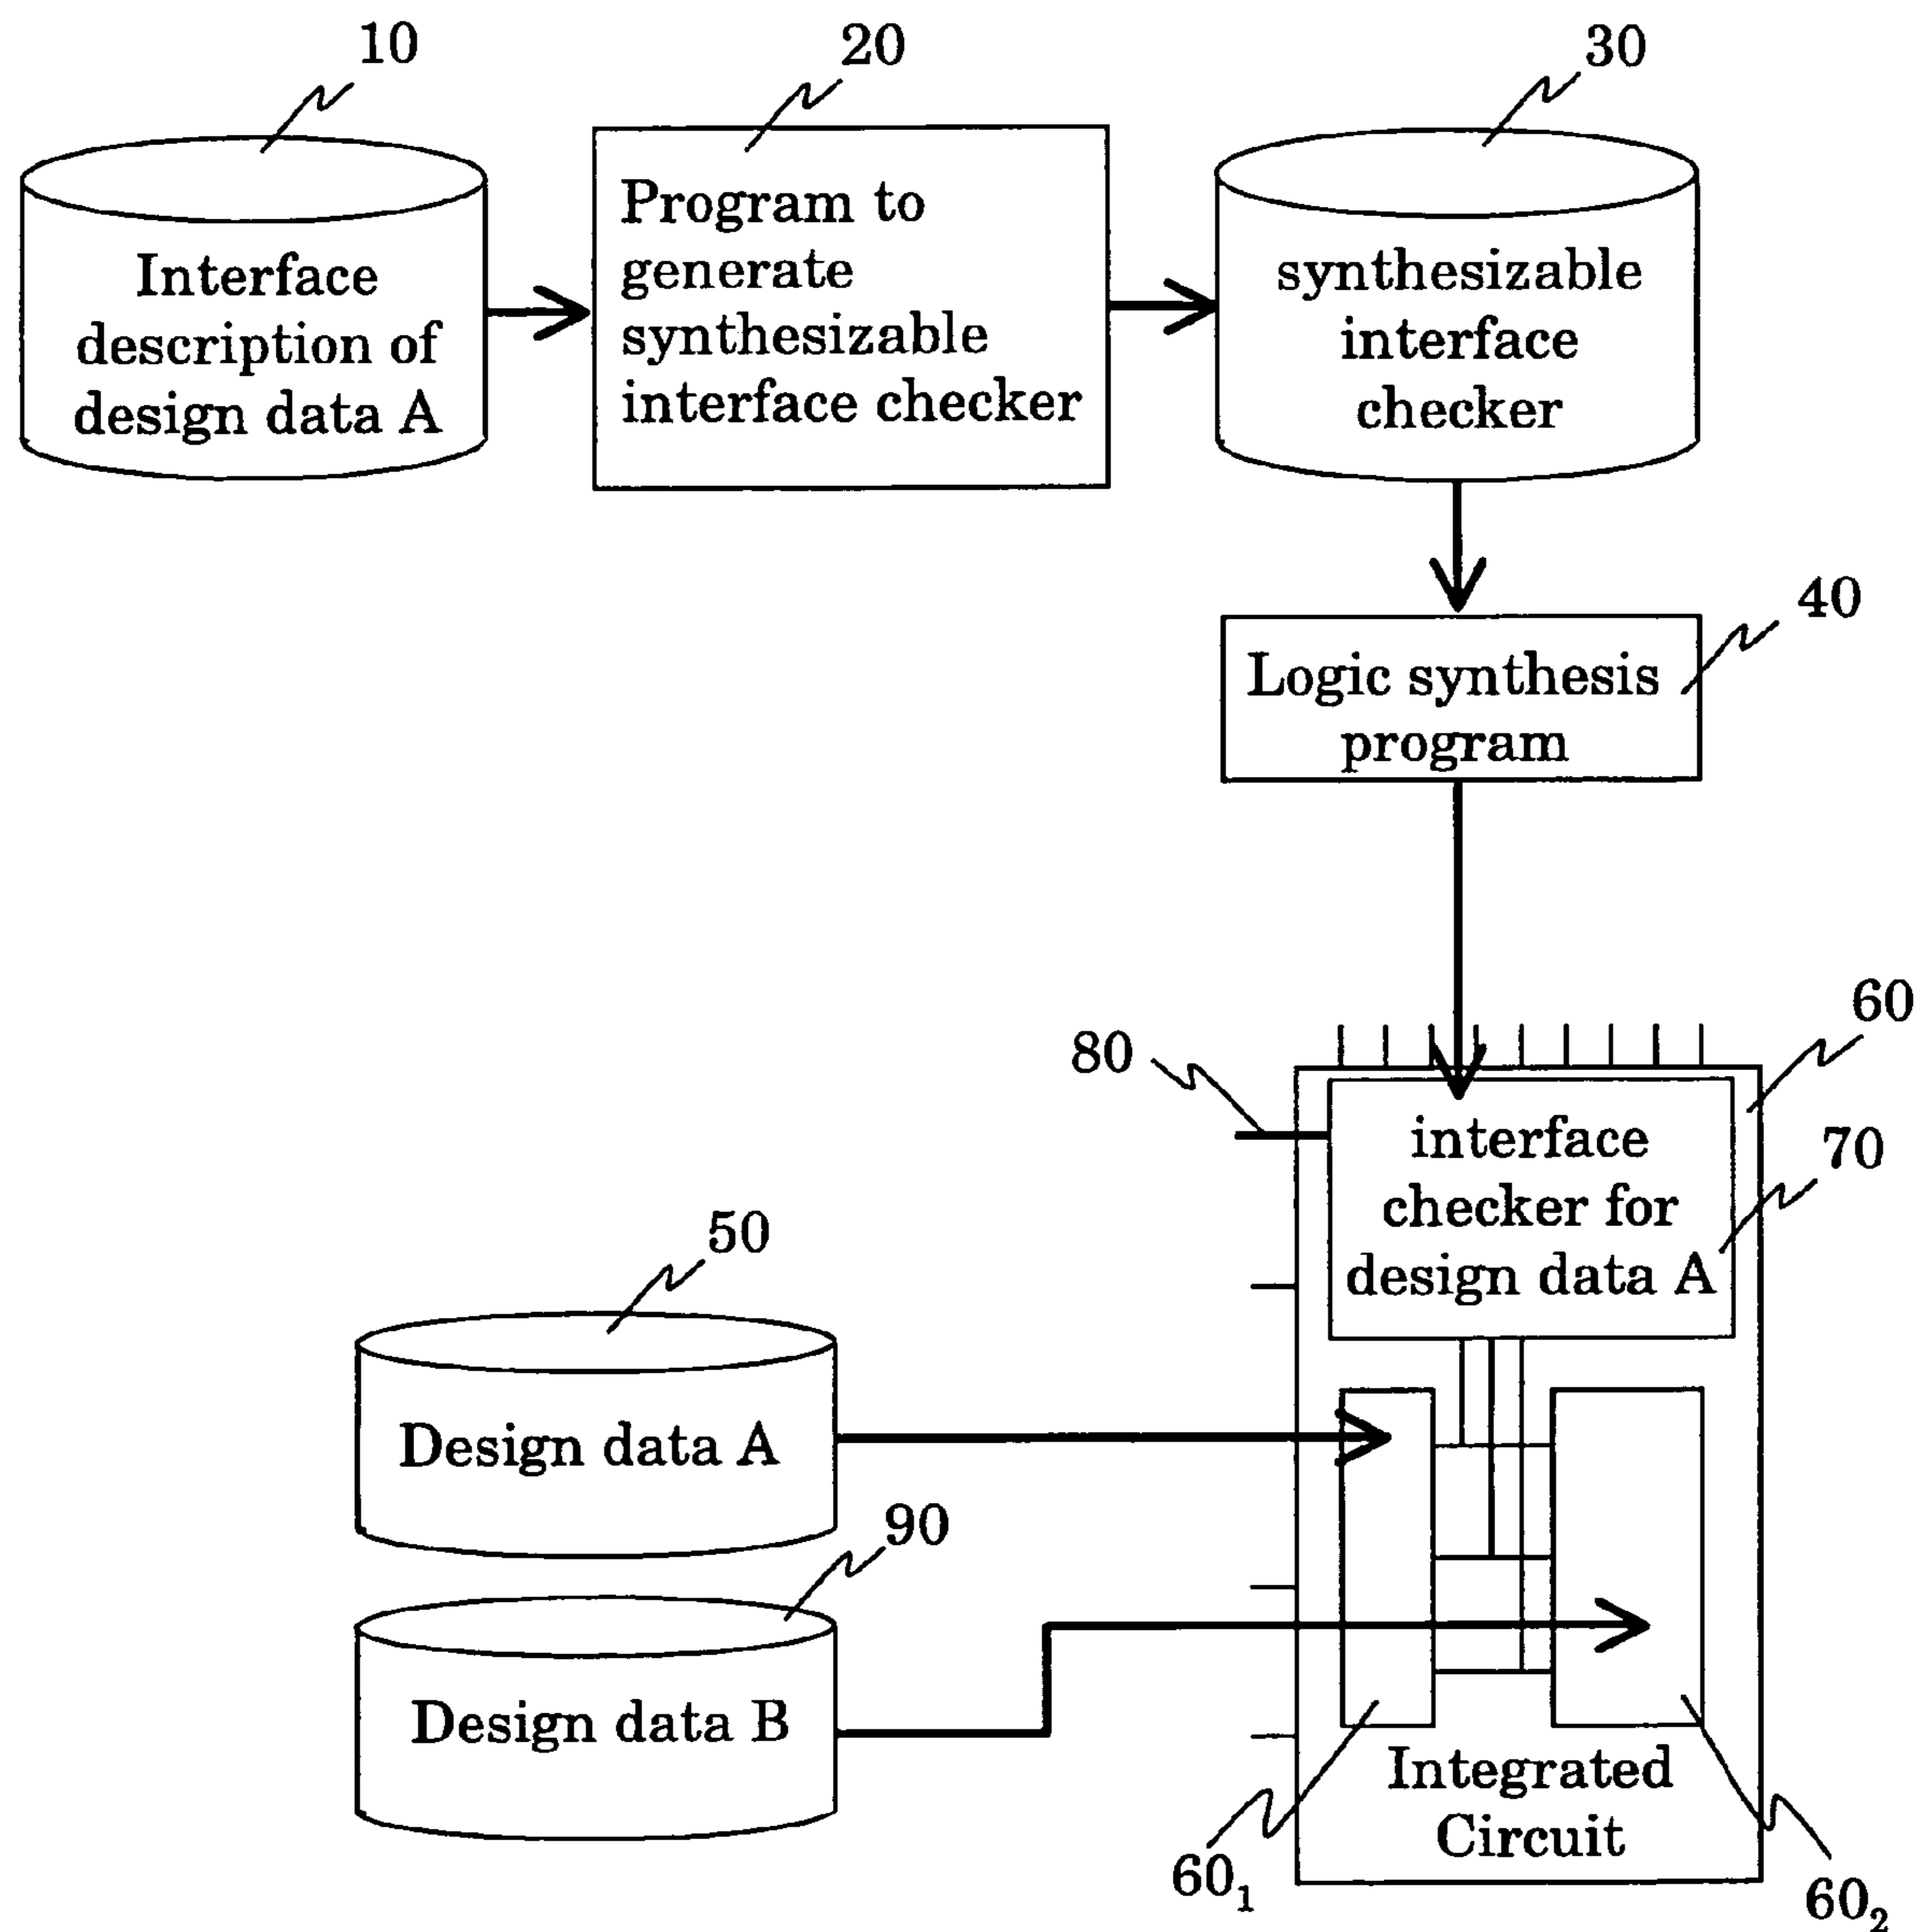 10
20
30
Interface
description of
design data A
Program to
generate
synthesizable
interface checker
synthesizable
interface
checker
40
Logic synthesis
program
60
80
interface
checker for
design data A
70
50
Design data A
90
Design data B
Integrated
Circuit
60₁
60₂